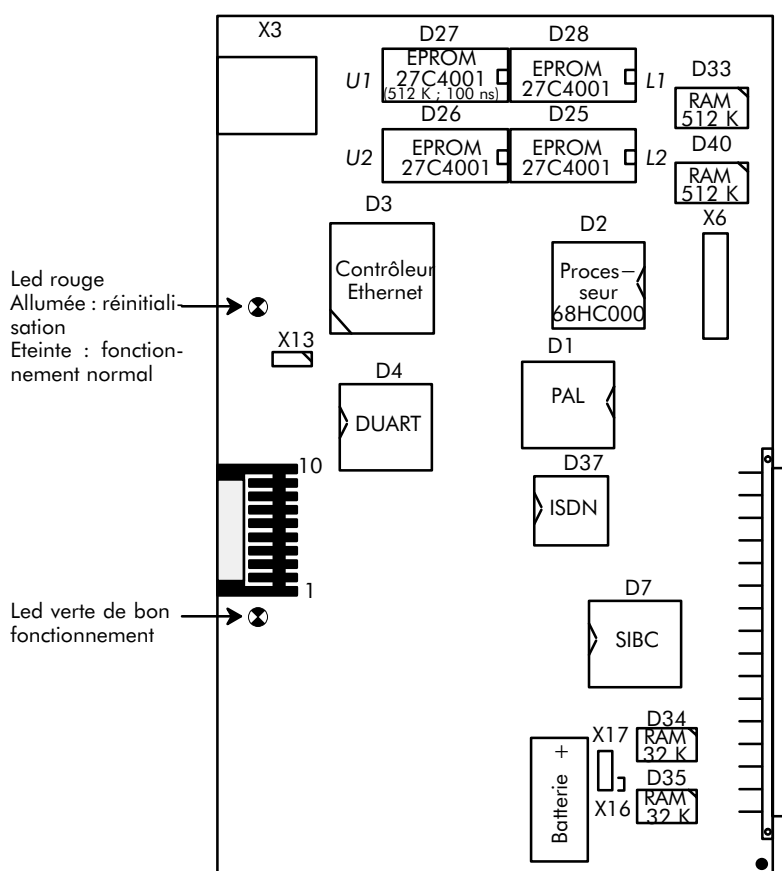 X3
D27
D28
U1
EPROM
27C4001
(512 K ; 100 ns)
EPROM
27C4001
L1
D33
RAM
512 K
D26
D25
U2
EPROM
27C4001
EPROM
27C4001
L2
D40
RAM
512 K
X6
D3
Contrôleur
Ethernet
D2
Proces–
seur
68HC000
Led rouge
Allumée : réinitiali-
sation
Eteinte : fonction-
nement normal
X13
D4
DUART
D1
PAL
10
D37
ISDN
1
Led verte de bon
fonctionnement
D7
SIBC
D34
RAM
32 K
X17
Batterie +
X16
D35
RAM
32 K